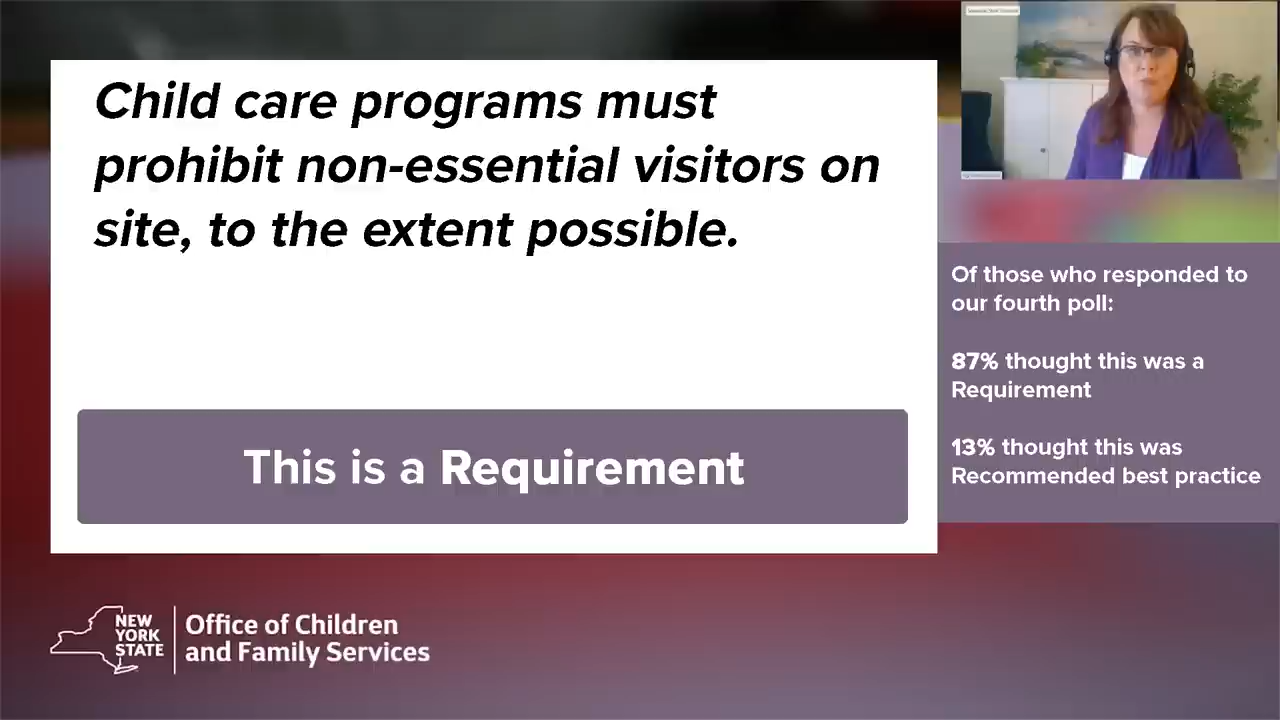 Child care programs must
prohibit non-essential visitors on
site, to the extent possible.
This is a Requirement
Of those who responded to
our fourth poll:
87% thought this was a
Requirement
13% thought this was
Recommended best practice
NEW
YORK
STATE
Office of Children
and Family Services